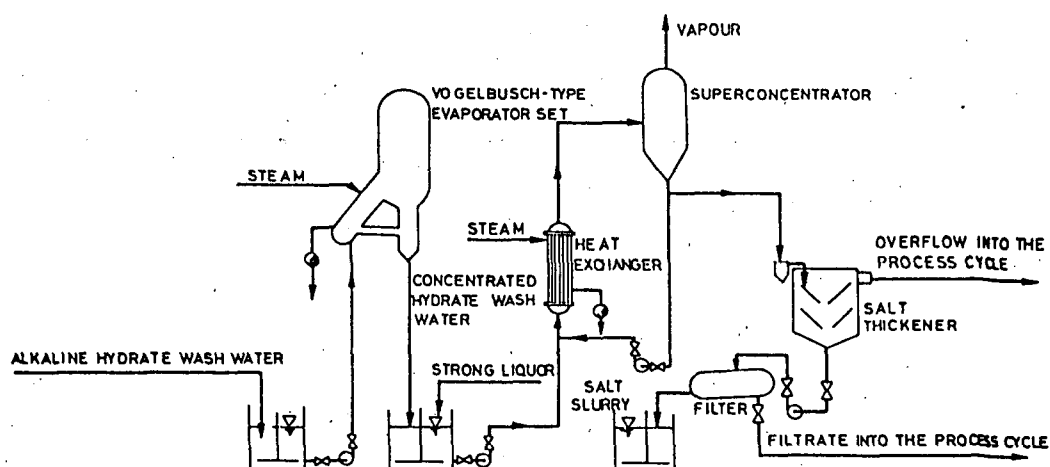 VAPOUR
VOGELBUSCH-TYPE
EVAPORATOR SET
SUPERCONCENTRATOR
STEAM
STEAM
HEAT
EXCHANGER
OVERFLOW INTO THE
PROCESS CYCLE
CONCENTRATED
HYDRATE WASH
WATER
SALT
THICKENER
ALKALINE HYDRATE WASH WATER
STRONG LIQUOR
SALT
SLURRY
FILTER
FILTRATE INTO THE PROCESS CYCLE